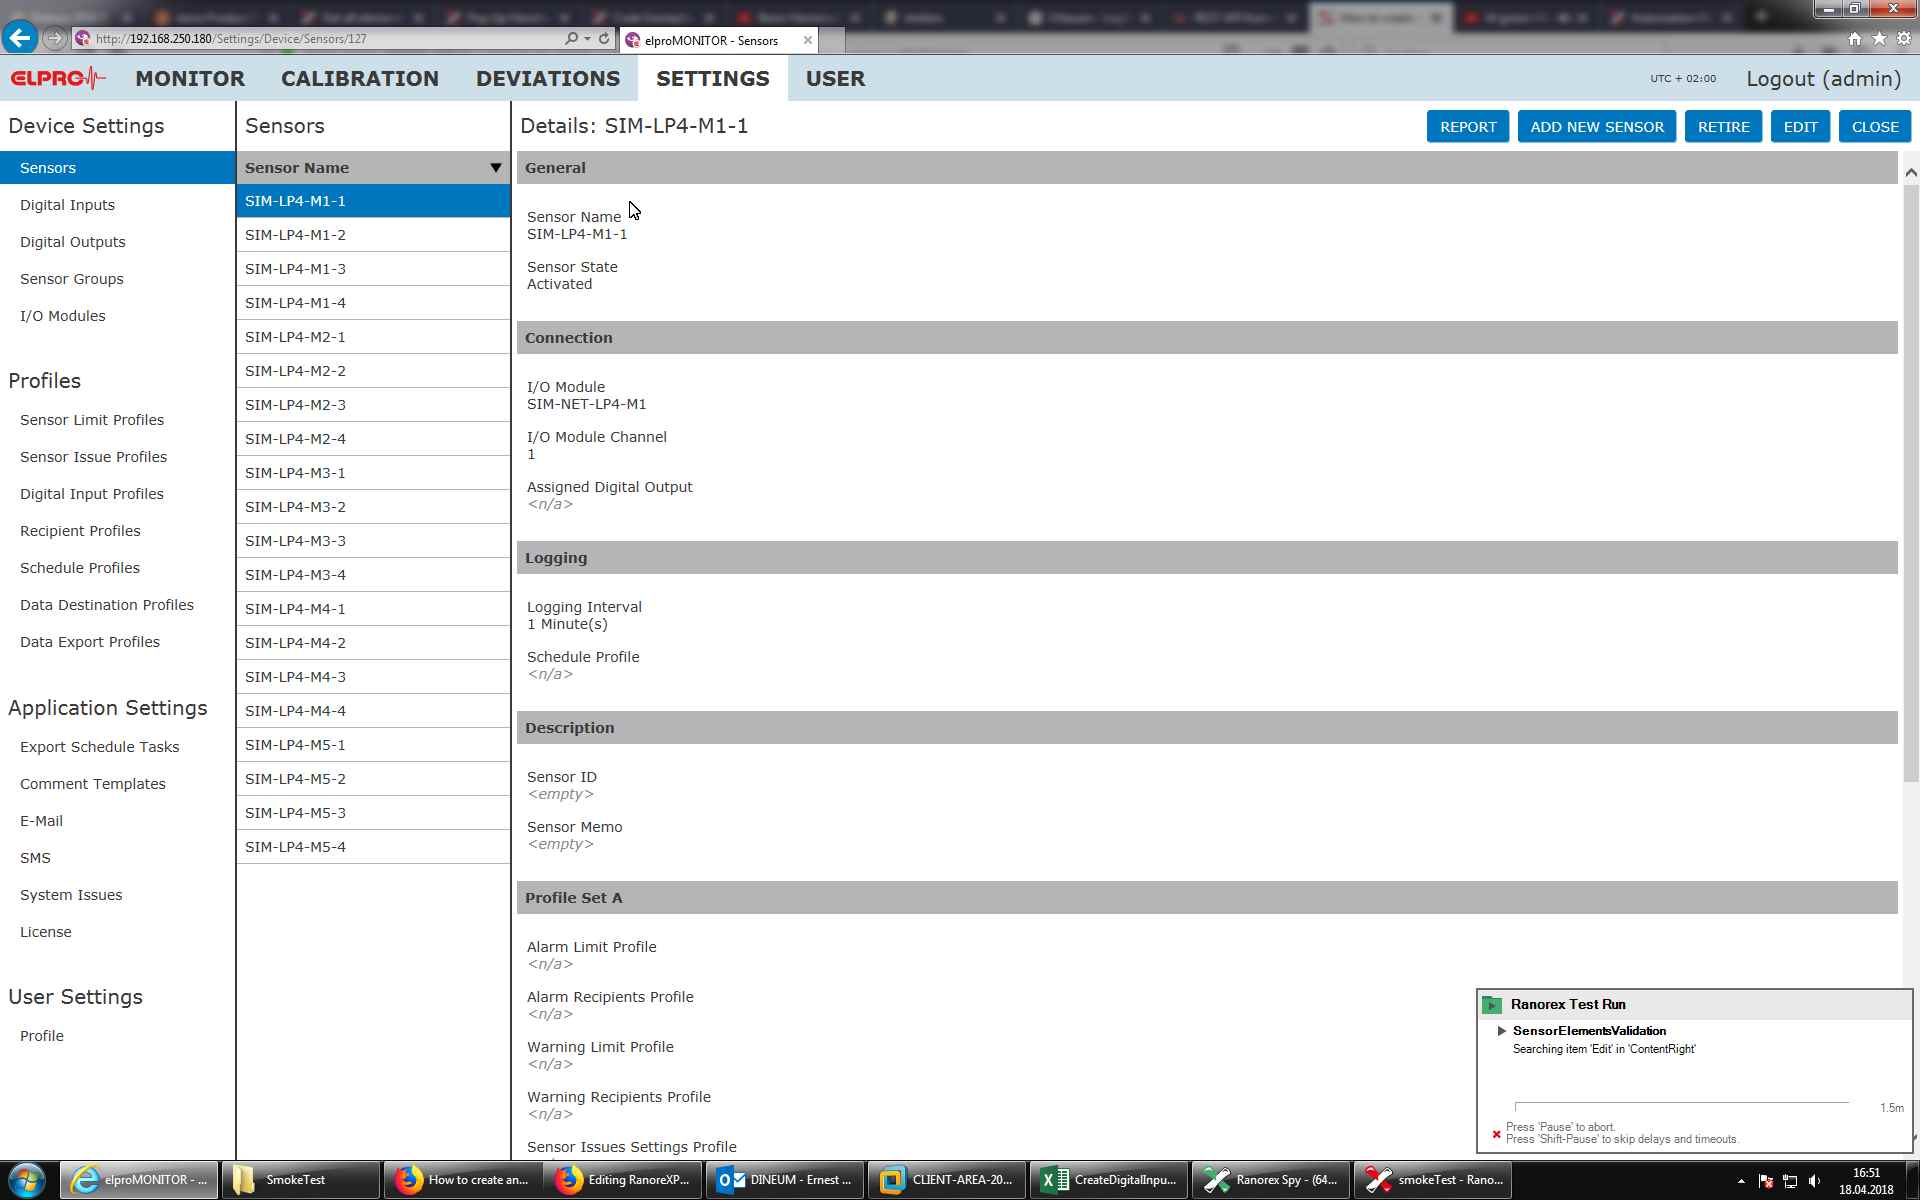 http://192.168.250.180/Settings/Device/Sensors/127
elproMONITOR - Sensors
ELPRO
MONITOR
CALIBRATION
DEVIATIONS
SETTINGS
USER
UTC + 02:00
Logout (admin)
Device Settings
Sensors
Digital Inputs
Digital Outputs
Sensor Groups
I/O Modules
Profiles
Sensor Limit Profiles
Sensor Issue Profiles
Digital Input Profiles
Recipient Profiles
Schedule Profiles
Data Destination Profiles
Data Export Profiles
Application Settings
Export Schedule Tasks
Comment Templates
E-Mail
SMS
System Issues
License
User Settings
Profile
Sensors
Sensor Name
SIM-LP4-M1-1
SIM-LP4-M1-2
SIM-LP4-M1-3
SIM-LP4-M1-4
SIM-LP4-M2-1
SIM-LP4-M2-2
SIM-LP4-M2-3
SIM-LP4-M2-4
SIM-LP4-M3-1
SIM-LP4-M3-2
SIM-LP4-M3-3
SIM-LP4-M3-4
SIM-LP4-M4-1
SIM-LP4-M4-2
SIM-LP4-M4-3
SIM-LP4-M4-4
SIM-LP4-M5-1
SIM-LP4-M5-2
SIM-LP4-M5-3
SIM-LP4-M5-4
Details: SIM-LP4-M1-1
REPORT
ADD NEW SENSOR
RETIRE
EDIT
CLOSE
General
Sensor Name
SIM-LP4-M1-1
Sensor State
Activated
Connection
I/O Module
SIM-NET-LP4-M1
I/O Module Channel
1
Assigned Digital Output
<n/a>
Logging
Logging Interval
1 Minute(s)
Schedule Profile
<n/a>
Description
Sensor ID
<empty>
Sensor Memo
<empty>
Profile Set A
Alarm Limit Profile
<n/a>
Alarm Recipients Profile
<n/a>
Warning Limit Profile
<n/a>
Warning Recipients Profile
<n/a>
Sensor Issues Settings Profile
Ranorex Test Run
SensorElementsValidation
Searching item 'Edit' in 'ContentRight'
1.5m
Press 'Pause' to abort.
Press 'Shift-Pause' to skip delays and timeouts.
elproMONITOR - ...
SmokeTest
How to create an...
Editing RanoreXP...
DINEUM - Ernest ...
CLIENT-AREA-20...
CreateDigitalInpu...
Ranorex Spy - (64...
smokeTest - Rano...
16:51
18.04.2018